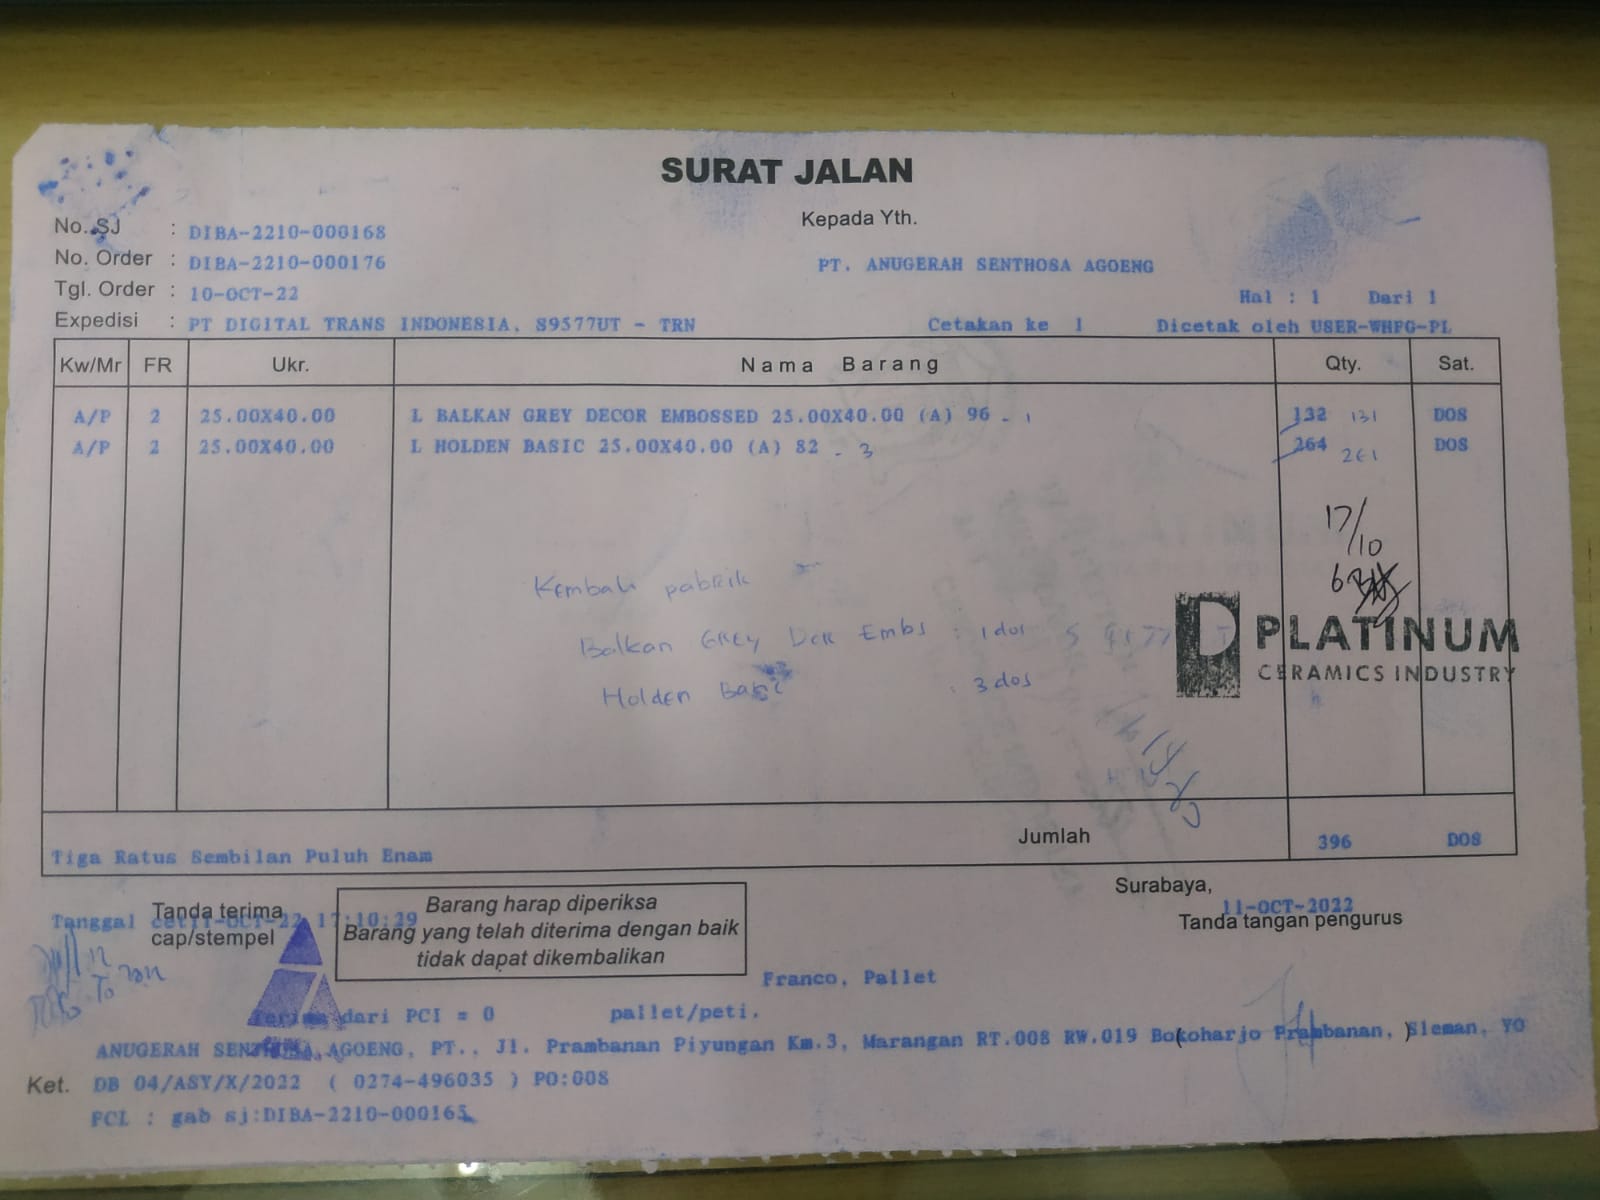 SURAT JALAN
No. SJ : DIBA-2210-000168
Kepada Yth.
No. Order : DIBA-2210-000176
PT. ANUGERAH SENTHOSA AGOENG
Tgl. Order : 10-OCT-22
Hal : 1 Dari 1
Expedisi : PT DIGITAL TRANS INDONESIA, S9577UT - TRN
Cetakan ke 1 Dicetak oleh USER-WHFG-PL
Kw/Mr FR Ukr. Nama Barang Qty. Sat.
A/P 2 25.00X40.00 L BALKAN GREY DECOR EMBOSSED 25.00X40.00 (A) 96 - 1 132 131 DOS
A/P 2 25.00X40.00 L HOLDEN BASIC 25.00X40.00 (A) 82 - 3 264 261 DOS
17/10
6
Kembali pabrik
Balkan Grey Dcr Embs : 1 dos
PLATINUM
CERAMICS INDUSTRY
Holden Basic : 3 dos
Jumlah 396 DOS
Tiga Ratus Sembilan Puluh Enam
Surabaya,
11-OCT-2022
Tanda tangan pengurus
Tanggal cet11-OCT-22 17:10:29
Tanda terima
cap/stempel
Barang harap diperiksa
Barang yang telah diterima dengan baik
tidak dapat dikembalikan
Franco, Pallet
Terima dari PCI = 0 pallet/peti.
ANUGERAH SENTHOSA AGOENG, PT., Jl. Prambanan Piyungan Km.3, Marangan RT.008 RW.019 Bokoharjo Prambanan, Sleman, YO
( )
Ket. DB 04/ASY/X/2022 ( 0274-496035 ) PO:008
FCL : gab sj:DIBA-2210-000165